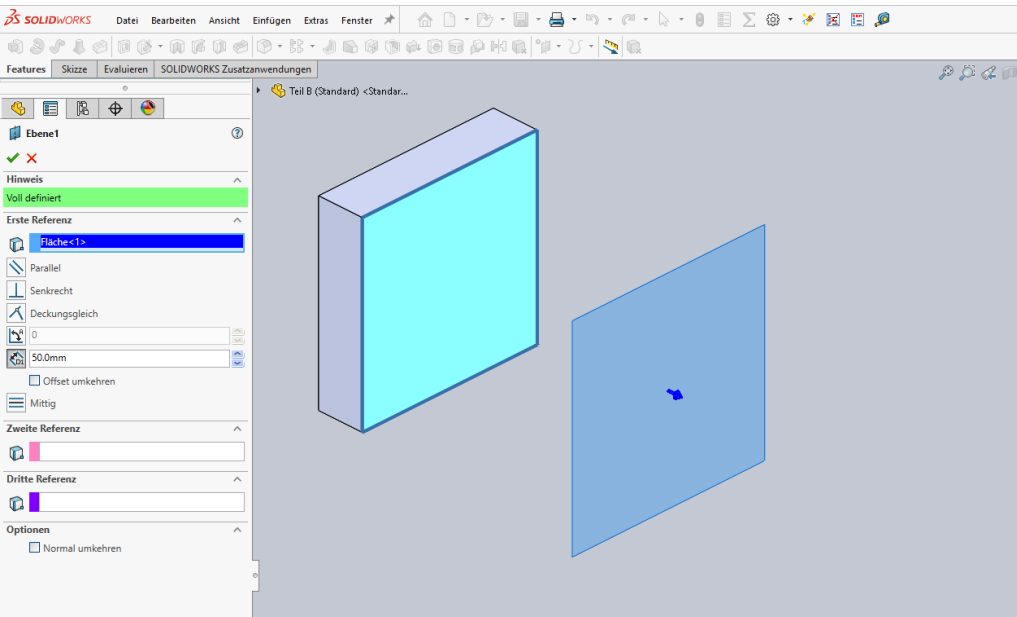 SOLIDWORKS Datei Bearbeiten Ansicht Einfügen Extras Fenster
Features Skizze Evaluieren SOLIDWORKS Zusatzanwendungen
Teil B (Standard) <Standar...
Ebene1
Hinweis
Voll definiert
Erste Referenz
Fläche<1>
Parallel
Senkrecht
Deckungsgleich
0
50.0mm
Offset umkehren
Mittig
Zweite Referenz
Dritte Referenz
Optionen
Normal umkehren